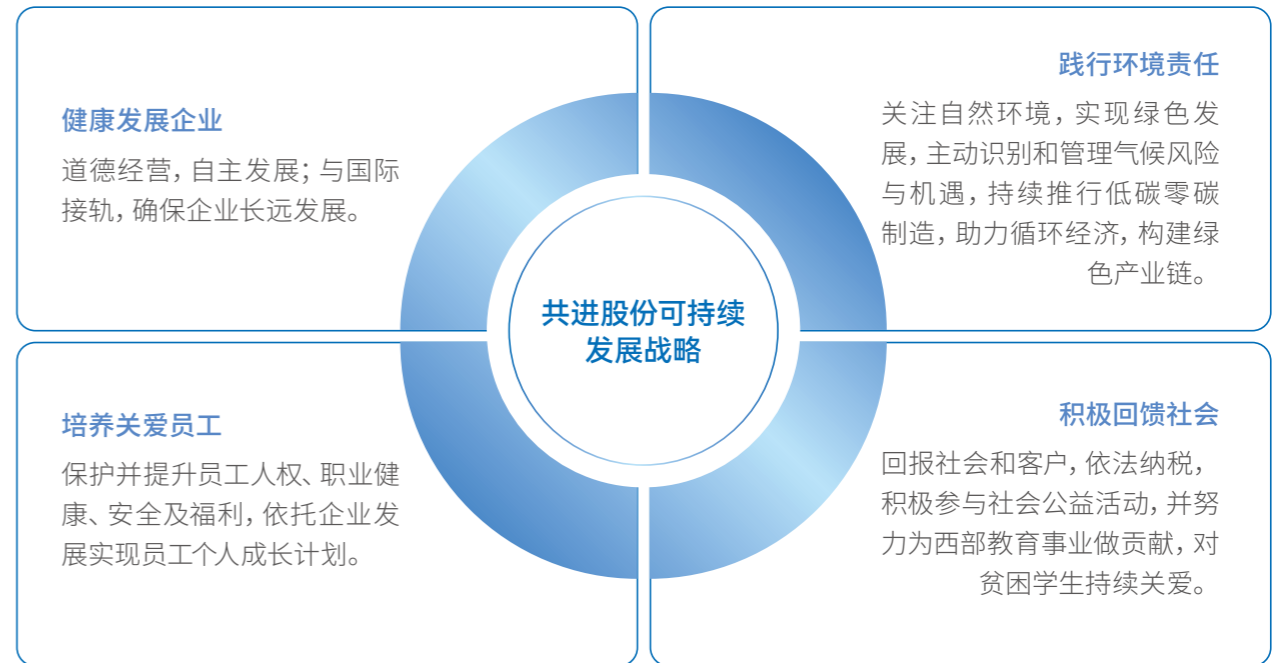 健康发展企业
道德经营，自主发展；与国际
接轨，确保企业长远发展。
践行环境责任
关注自然环境，实现绿色发
展，主动识别和管理气候风险
与机遇，持续推行低碳零碳
制造，助力循环经济，构建绿
色产业链。
共进股份可持续
发展战略
培养关爱员工
保护并提升员工人权、职业健
康、安全及福利，依托企业发
展实现员工个人成长计划。
积极回馈社会
回报社会和客户，依法纳税，
积极参与社会公益活动，并努
力为西部教育事业做贡献，对
贫困学生持续关爱。